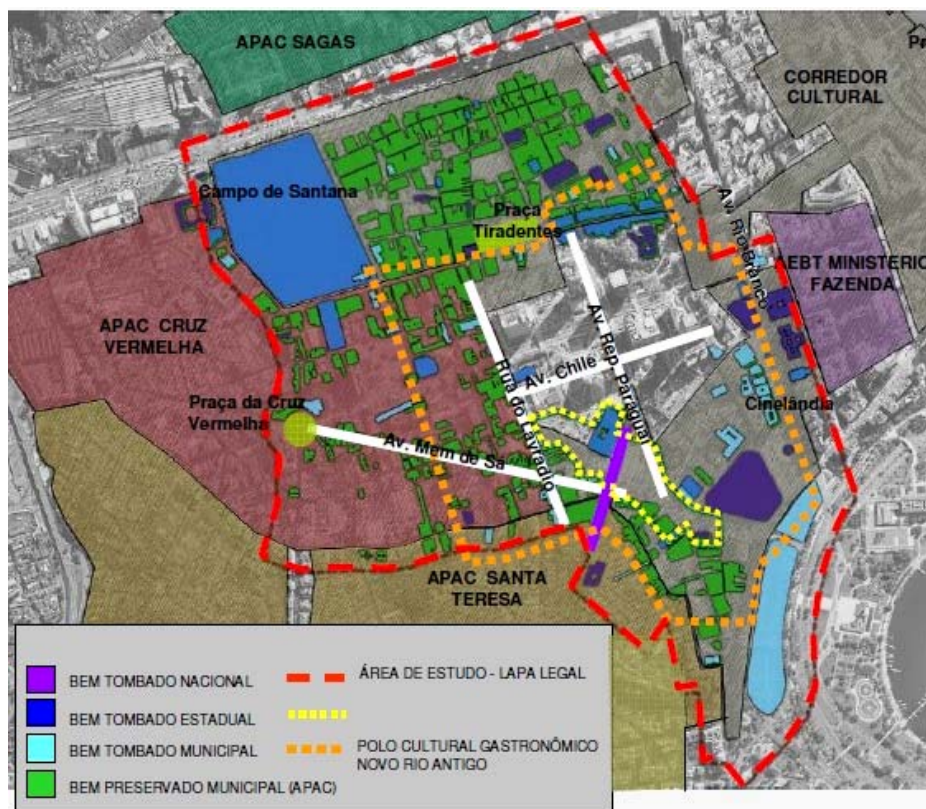 APAC SAGAS
Pr
CORREDOR
CULTURAL
Campo de Santana
Praça
Tiradentes
Av. Rio Branco
AEBT MINISTERIO
FAZENDA
APAC CRUZ
VERMELHA
Av. Rep. Paraguai
Rua do Lavradio
Av. Chile
Praça da Cruz
Vermelha
Cinelândia
Av. Mem de Sa
APAC SANTA
TERESA
BEM TOMBADO NACIONAL
ÁREA DE ESTUDO - LAPA LEGAL
BEM TOMBADO ESTADUAL
BEM TOMBADO MUNICIPAL
POLO CULTURAL GASTRONÔMICO
NOVO RIO ANTIGO
BEM PRESERVADO MUNICIPAL (APAC)